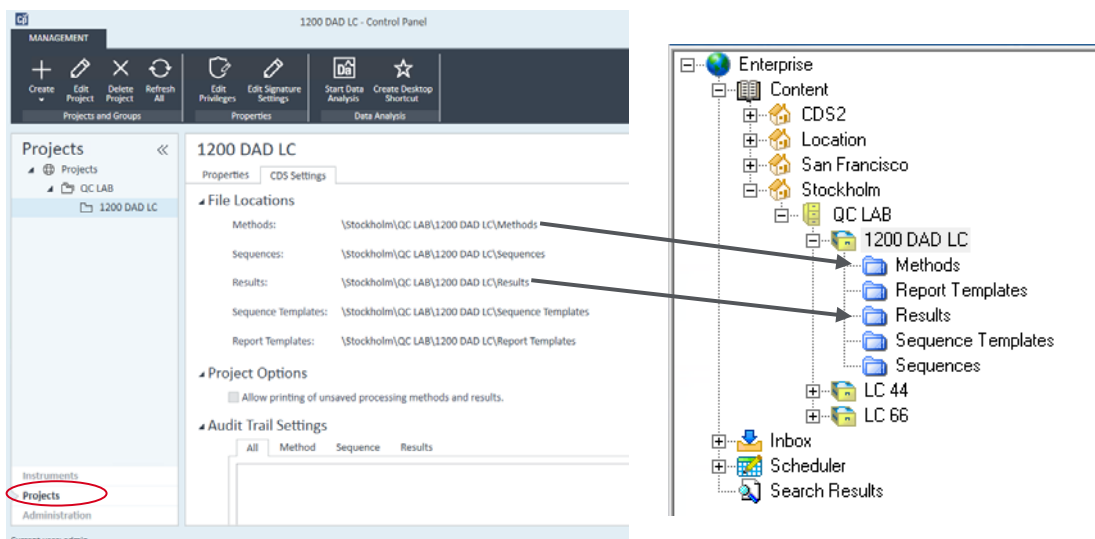 1200 DAD LC - Control Panel
MANAGEMENT
Create
Edit Project
Delete Project
Refresh All
Edit Privileges
Edit Signature Settings
Start Data Analysis
Create Desktop Shortcut
Projects and Groups
Properties
Data Analysis
Projects
Projects
QC LAB
1200 DAD LC
Instruments
Projects
Administration
1200 DAD LC
Properties CDS Settings
File Locations
Methods: \Stockholm\QC LAB\1200 DAD LC\Methods
Sequences: \Stockholm\QC LAB\1200 DAD LC\Sequences
Results: \Stockholm\QC LAB\1200 DAD LC\Results
Sequence Templates: \Stockholm\QC LAB\1200 DAD LC\Sequence Templates
Report Templates: \Stockholm\QC LAB\1200 DAD LC\Report Templates
Project Options
Allow printing of unsaved processing methods and results.
Audit Trail Settings
All Method Sequence Results
Enterprise
Content
CDS2
Location
San Francisco
Stockholm
QC LAB
1200 DAD LC
Methods
Report Templates
Results
Sequence Templates
Sequences
LC 44
LC 66
Inbox
Scheduler
Search Results